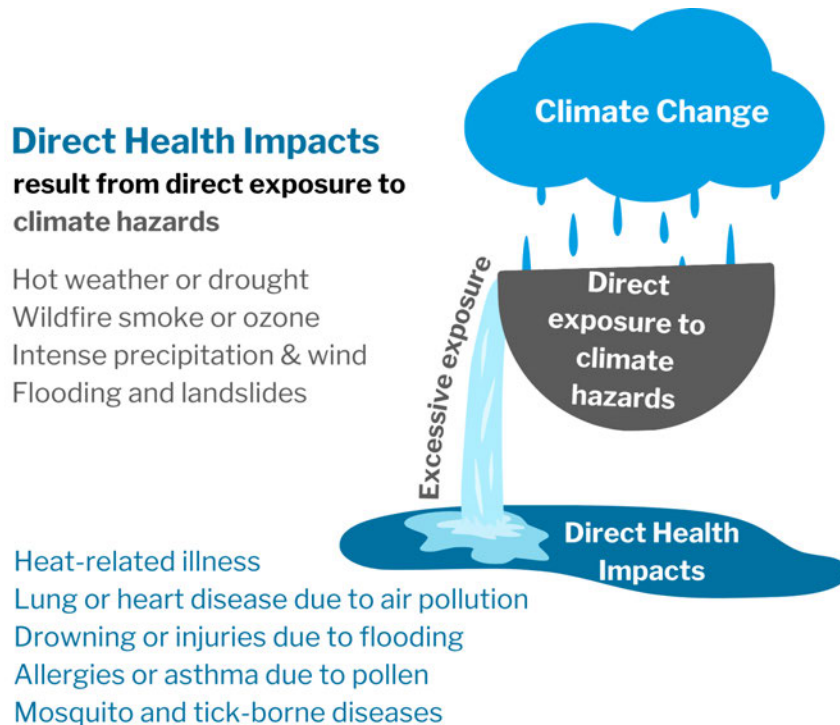 Climate Change
Direct Health Impacts
result from direct exposure to
climate hazards
Hot weather or drought
Wildfire smoke or ozone
Intense precipitation & wind
Flooding and landslides
Excessive exposure
Direct
exposure to
climate
hazards
Direct Health
Impacts
Heat-related illness
Lung or heart disease due to air pollution
Drowning or injuries due to flooding
Allergies or asthma due to pollen
Mosquito and tick-borne diseases